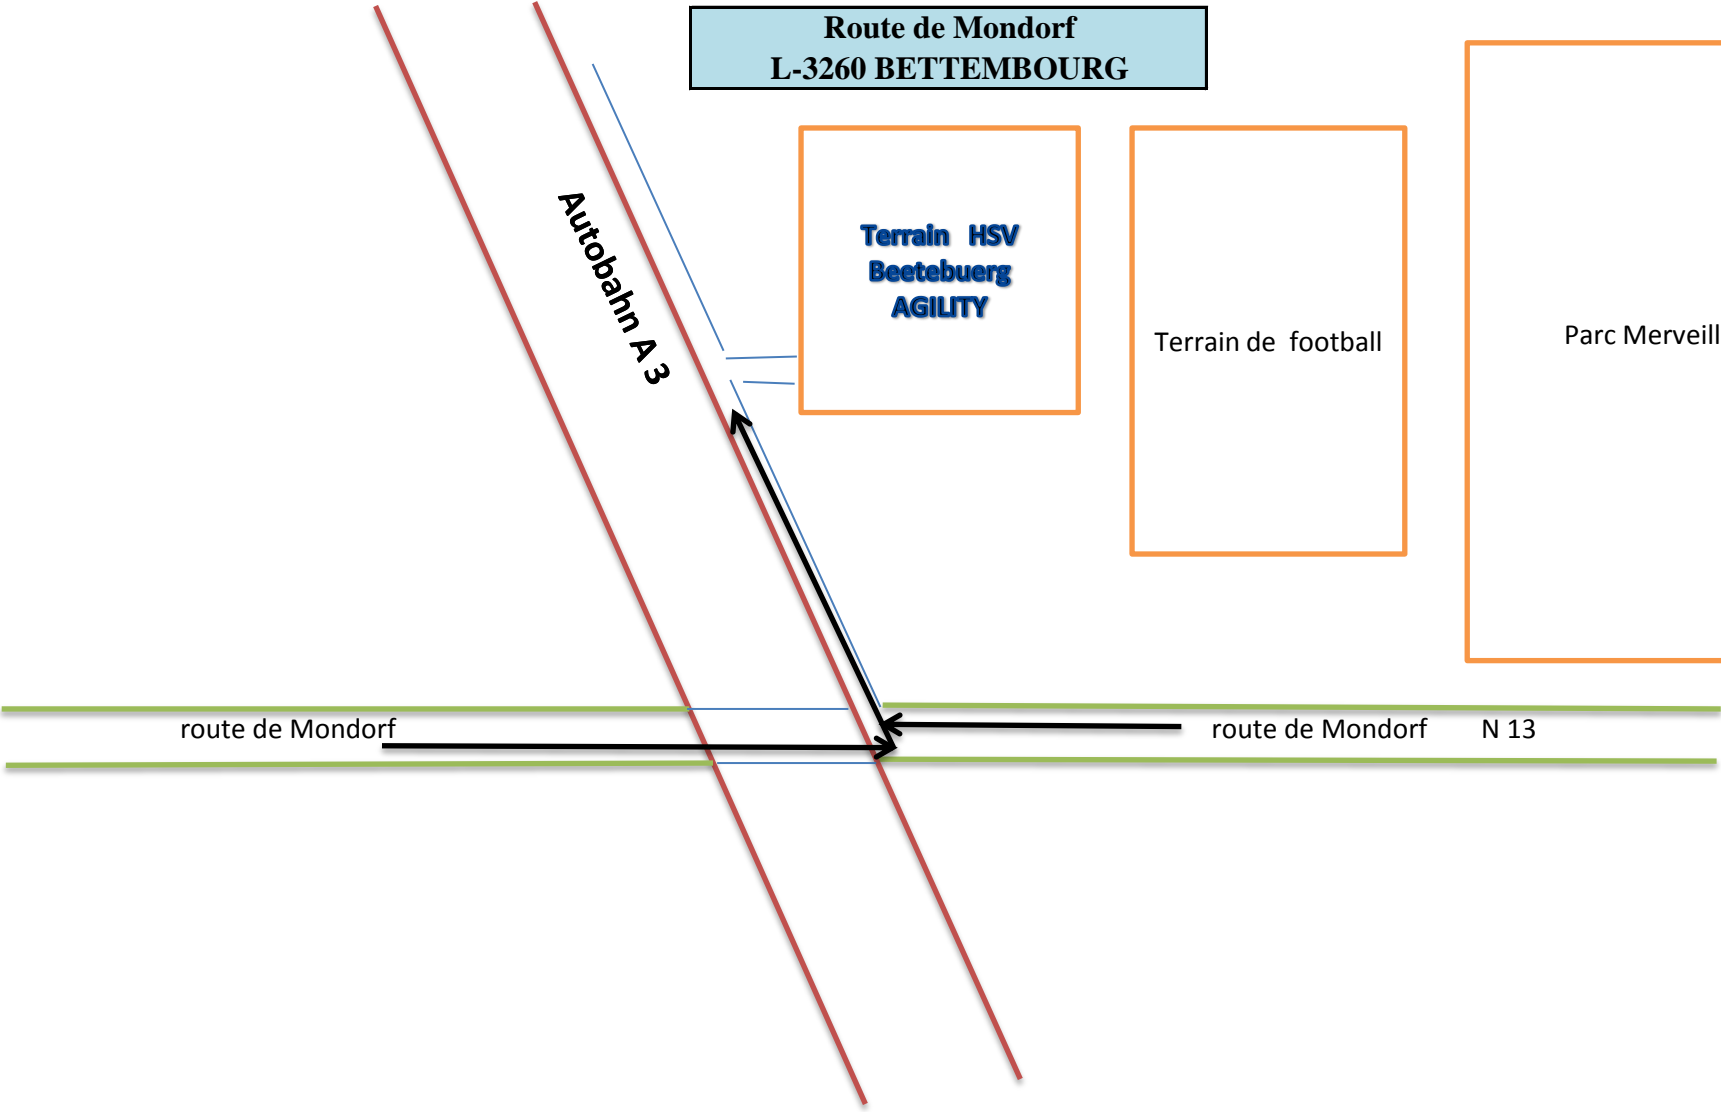 Route de Mondorf
L-3260 BETTEMBOURG
Autobahn A 3
Terrain HSV
Beetebuerg
AGILITY
Terrain de football
Parc Merveill
route de Mondorf
route de Mondorf N 13